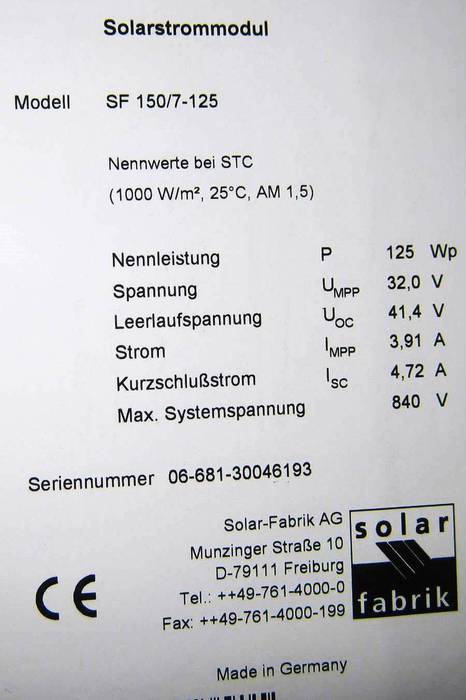 Solarstrommodul
Modell SF 150/7-125
Nennwerte bei STC
(1000 W/m², 25°C, AM 1,5)
Nennleistung P 125 Wp
Spannung UMPP 32,0 V
Leerlaufspannung UOC 41,4 V
Strom IMPP 3,91 A
Kurzschlußstrom ISC 4,72 A
Max. Systemspannung 840 V
Seriennummer 06-681-30046193
Solar-Fabrik AG
Munzinger Straße 10
D-79111 Freiburg
Tel.: ++49-761-4000-0
Fax: ++49-761-4000-199
solar
fabrik
CE
Made in Germany